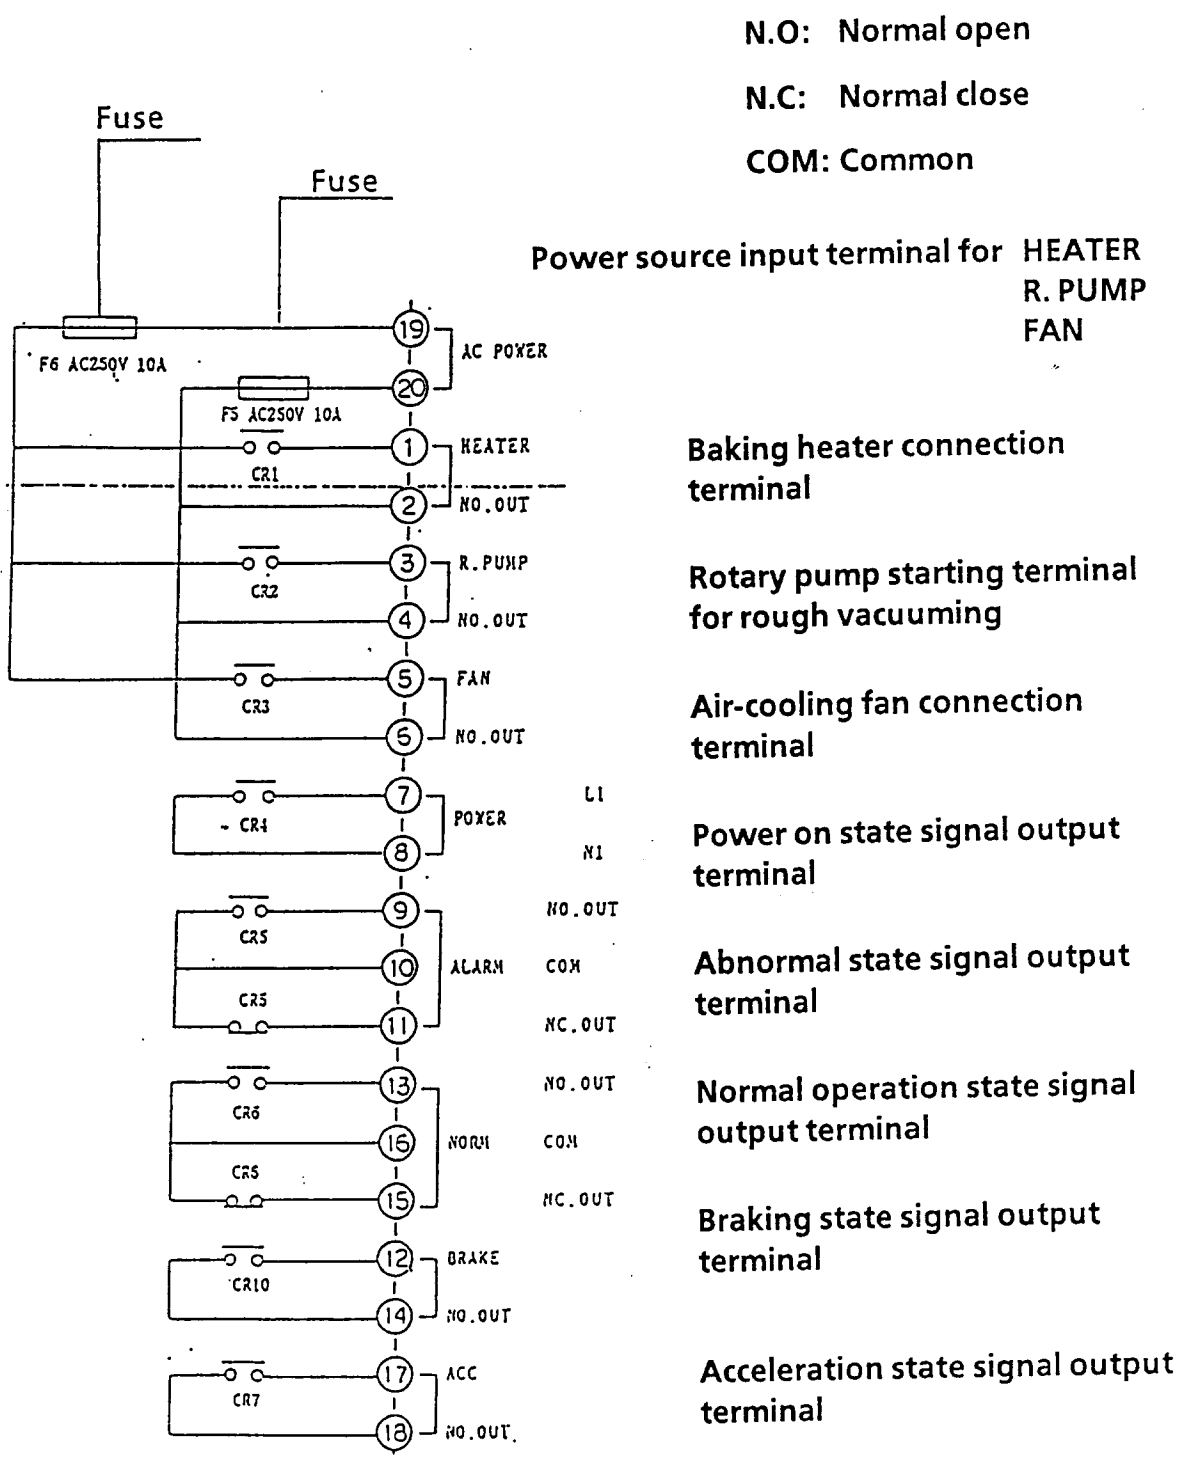 N.O: Normal open
N.C: Normal close
COM: Common
Fuse
Fuse
Power source input terminal for HEATER
R. PUMP
FAN
19
AC POWER
F6 AC250V 10A
20
F5 AC250V 10A
1
HEATER
CR1
Baking heater connection
terminal
2
NO.OUT
3
R.PUMP
CR2
Rotary pump starting terminal
for rough vacuuming
4
NO.OUT
5
FAN
CR3
Air-cooling fan connection
terminal
6
NO.OUT
7
L1
CR4
POWER
Power on state signal output
terminal
8
N1
9
NO.OUT
CR5
10
ALARM
COM
Abnormal state signal output
terminal
CR5
11
NC.OUT
13
NO.OUT
CR6
Normal operation state signal
output terminal
16
NORM
COM
CR6
15
NC.OUT
Braking state signal output
terminal
12
BRAKE
CR10
14
NO.OUT
17
ACC
CR7
Acceleration state signal output
terminal
18
NO.OUT